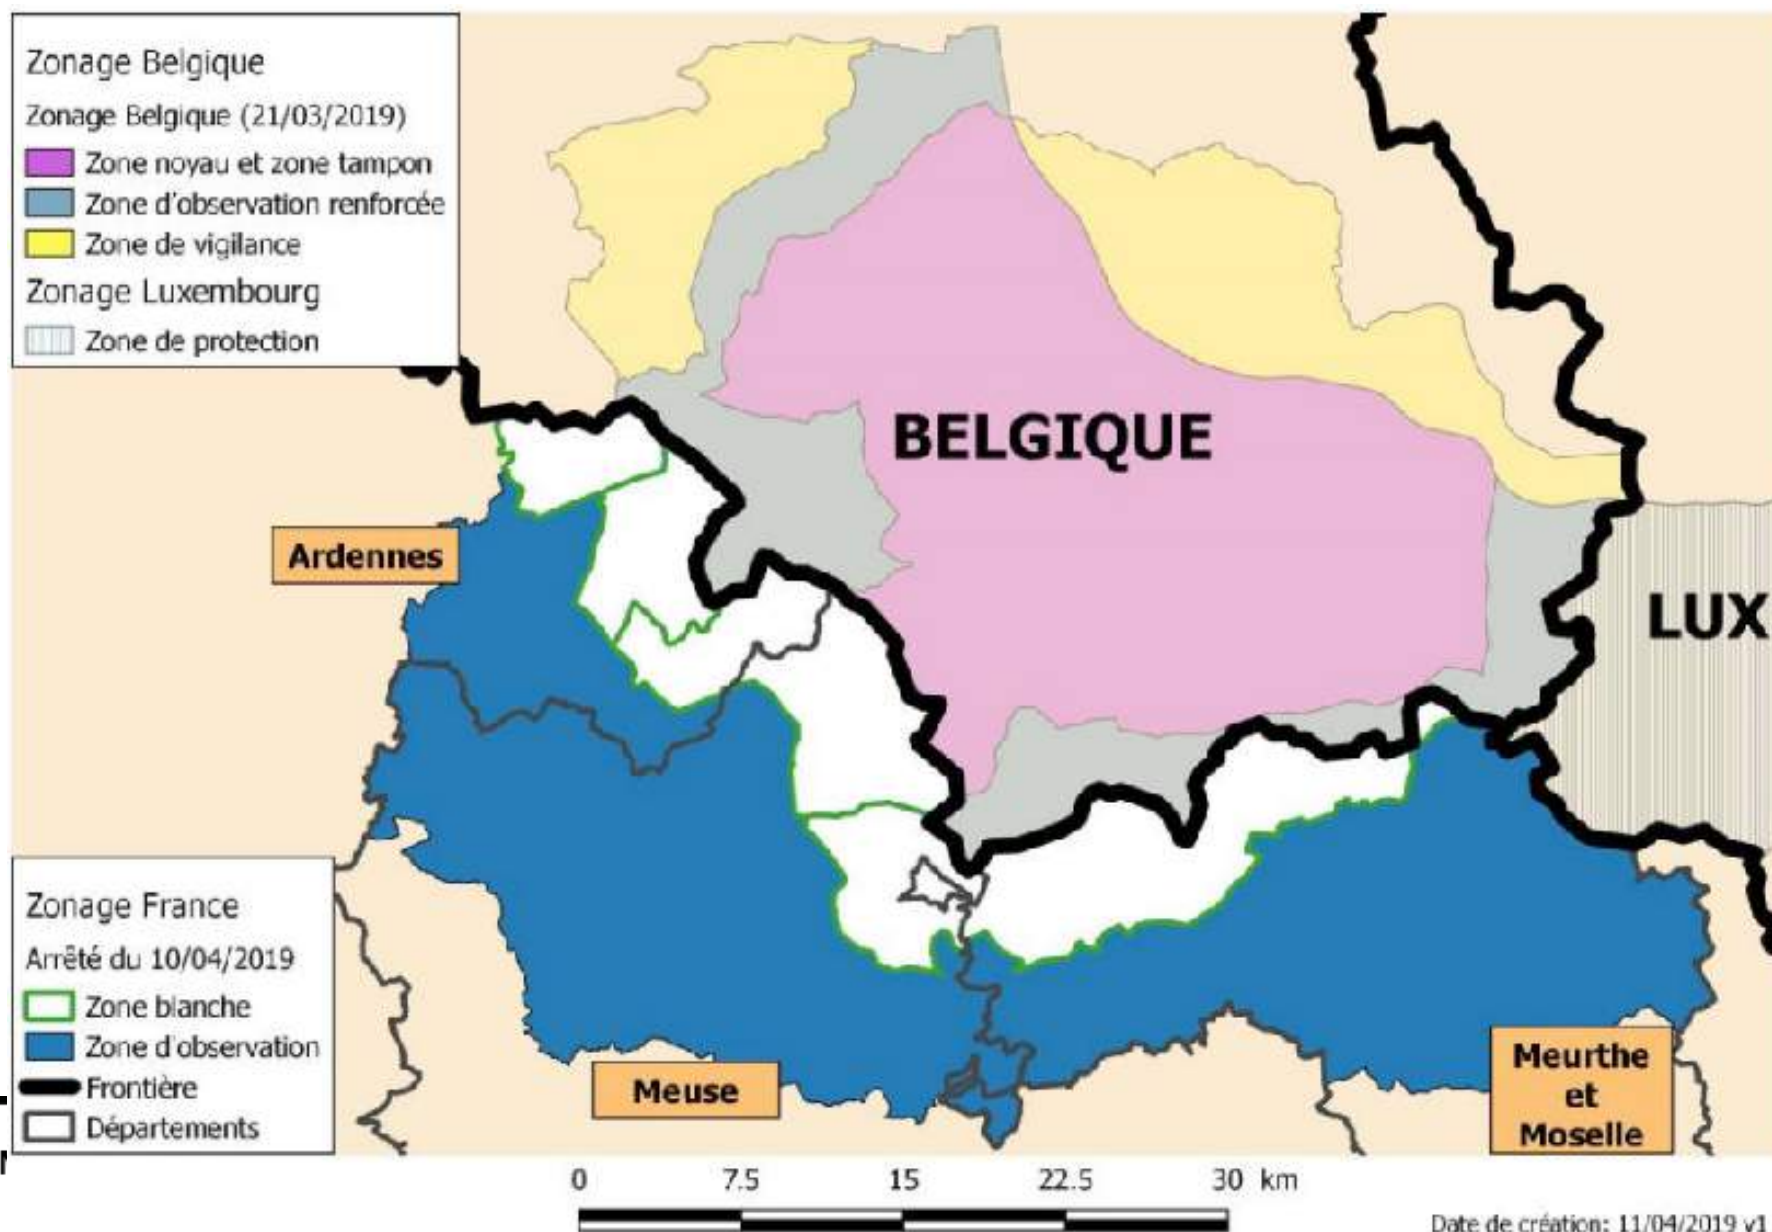 Zonage Belgique
Zonage Belgique (21/03/2019)
Zone noyau et zone tampon
Zone d'observation renforcée
Zone de vigilance
Zonage Luxembourg
Zone de protection
BELGIQUE
Ardennes
LUX
Zonage France
Arrêté du 10/04/2019
Zone blanche
Zone d'observation
Frontière
Départements
Meuse
Meurthe
et
Moselle
0 7.5 15 22.5 30 km
Date de création: 11/04/2019 v1